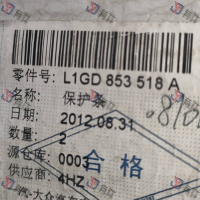 零件号: L1GD 853 518 A
名称: 保护条
日期: 2012.08.31
数量: 2
源仓库: 0003
供应商: 4HZ
合格